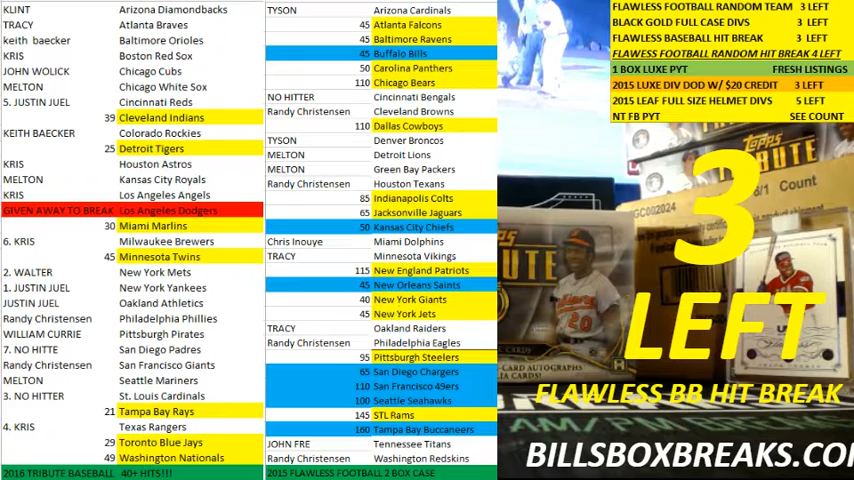 KLINT Arizona Diamondbacks
TRACY Atlanta Braves
keith baecker Baltimore Orioles
KRIS Boston Red Sox
JOHN WOLICK Chicago Cubs
MELTON Chicago White Sox
5. JUSTIN JUEL Cincinnati Reds
39 Cleveland Indians
KEITH BAECKER Colorado Rockies
25 Detroit Tigers
KRIS Houston Astros
MELTON Kansas City Royals
KRIS Los Angeles Angels
GIVEN AWAY TO BREAK Los Angeles Dodgers
30 Miami Marlins
6. KRIS Milwaukee Brewers
45 Minnesota Twins
2. WALTER New York Mets
1. JUSTIN JUEL New York Yankees
JUSTIN JUEL Oakland Athletics
Randy Christensen Philadelphia Phillies
WILLIAM CURRIE Pittsburgh Pirates
7. NO HITTE San Diego Padres
Randy Christensen San Francisco Giants
MELTON Seattle Mariners
3. NO HITTER St. Louis Cardinals
21 Tampa Bay Rays
4. KRIS Texas Rangers
29 Toronto Blue Jays
49 Washington Nationals
2016 TRIBUTE BASEBALL 40+ HITS!!!
TYSON Arizona Cardinals
45 Atlanta Falcons
45 Baltimore Ravens
45 Buffalo Bills
50 Carolina Panthers
110 Chicago Bears
NO HITTER Cincinnati Bengals
Randy Christensen Cleveland Browns
110 Dallas Cowboys
TYSON Denver Broncos
MELTON Detroit Lions
MELTON Green Bay Packers
Randy Christensen Houston Texans
85 Indianapolis Colts
65 Jacksonville Jaguars
50 Kansas City Chiefs
Chris Inouye Miami Dolphins
TRACY Minnesota Vikings
115 New England Patriots
45 New Orleans Saints
40 New York Giants
45 New York Jets
TRACY Oakland Raiders
Randy Christensen Philadelphia Eagles
95 Pittsburgh Steelers
65 San Diego Chargers
110 San Francisco 49ers
100 Seattle Seahawks
145 STL Rams
160 Tampa Bay Buccaneers
JOHN FRE Tennessee Titans
Randy Christensen Washington Redskins
2015 FLAWLESS FOOTBALL 2 BOX CASE
FLAWLESS FOOTBALL RANDOM TEAM 3 LEFT
BLACK GOLD FULL CASE DIVS 3 LEFT
FLAWLESS BASEBALL HIT BREAK 3 LEFT
FLAWLESS FOOTBALL RANDOM HIT BREAK 4 LEFT
1 BOX LUXE PYT FRESH LISTINGS
2015 LUXE DIV DOD W/ $20 CREDIT 3 LEFT
2015 LEAF FULL SIZE HELMET DIVS 5 LEFT
NT FB PYT SEE COUNT
TRIBUTE
Count
3
LEFT
FLAWLESS BB HIT BREAK
AM/PM
BILLSBOXBREAKS.CO